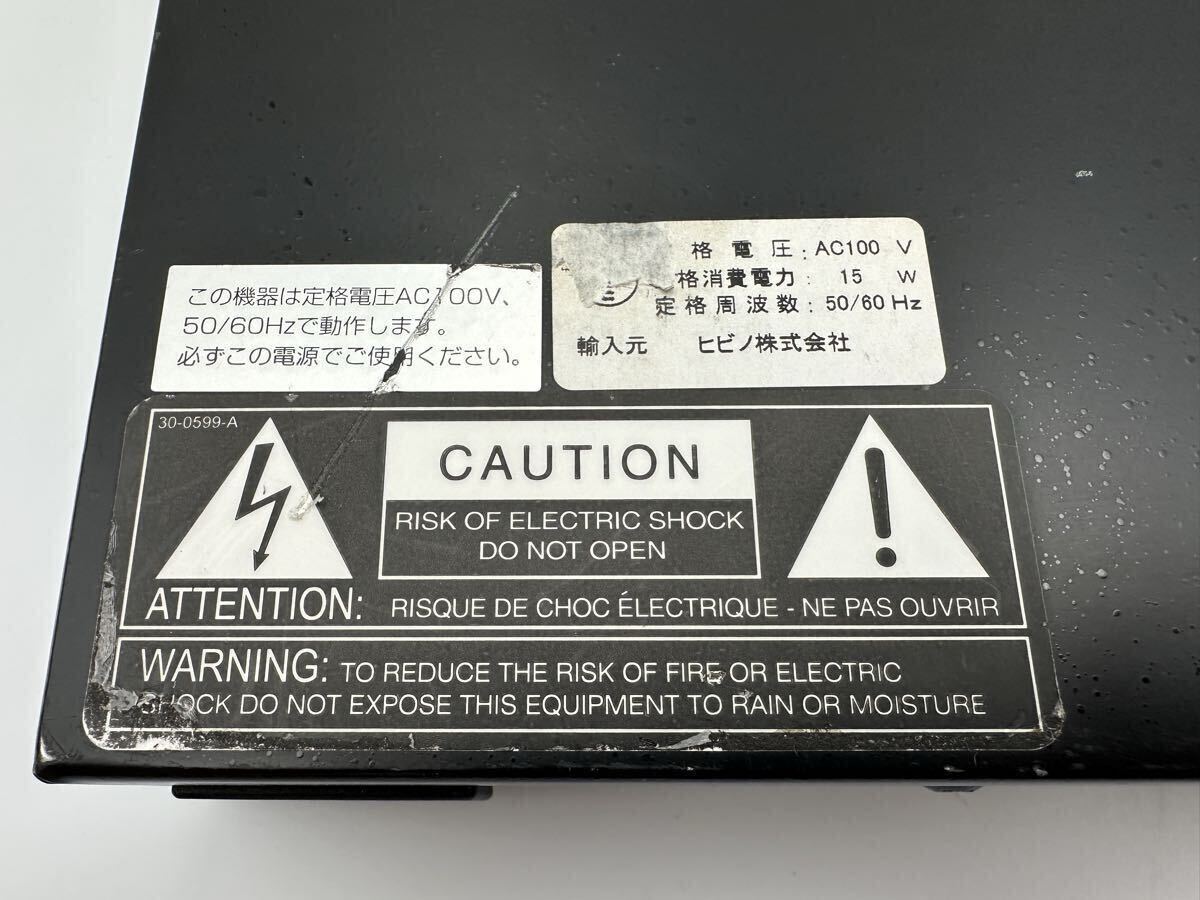 この機器は定格電圧AC100V、
50/60Hzで動作します。
必ずこの電源でご使用ください。
格電圧: AC100 V
格消費電力: 15 W
定格周波数: 50/60 Hz
輸入元 ヒビノ株式会社
30-0599-A
CAUTION
RISK OF ELECTRIC SHOCK
DO NOT OPEN
ATTENTION: RISQUE DE CHOC ÉLECTRIQUE - NE PAS OUVRIR
WARNING: TO REDUCE THE RISK OF FIRE OR ELECTRIC
SHOCK DO NOT EXPOSE THIS EQUIPMENT TO RAIN OR MOISTURE